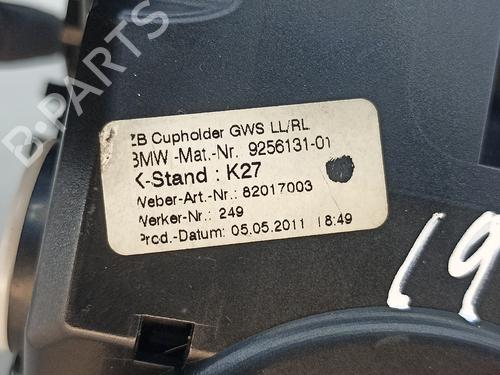 ZB Cupholder GWS LL/RL
BMW -Mat.-Nr. 9256131-01
K-Stand : K27
Weber-Art.-Nr.: 82017003
Werker-Nr.: 249
Prod.-Datum: 05.05.2011 18:49
19
B-PARTS